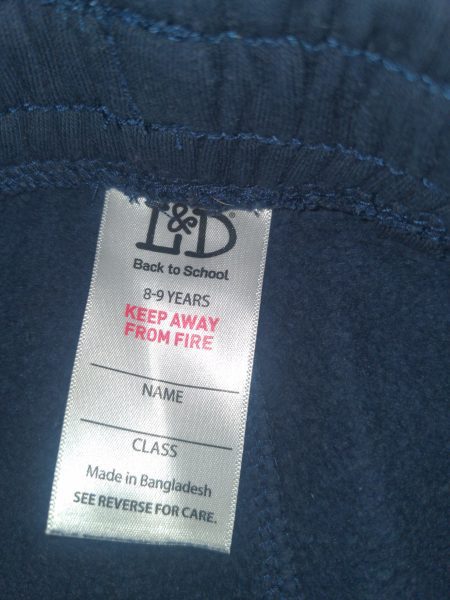 L&D®
Back to School
8-9 YEARS
KEEP AWAY
FROM FIRE
NAME
CLASS
Made in Bangladesh
SEE REVERSE FOR CARE.